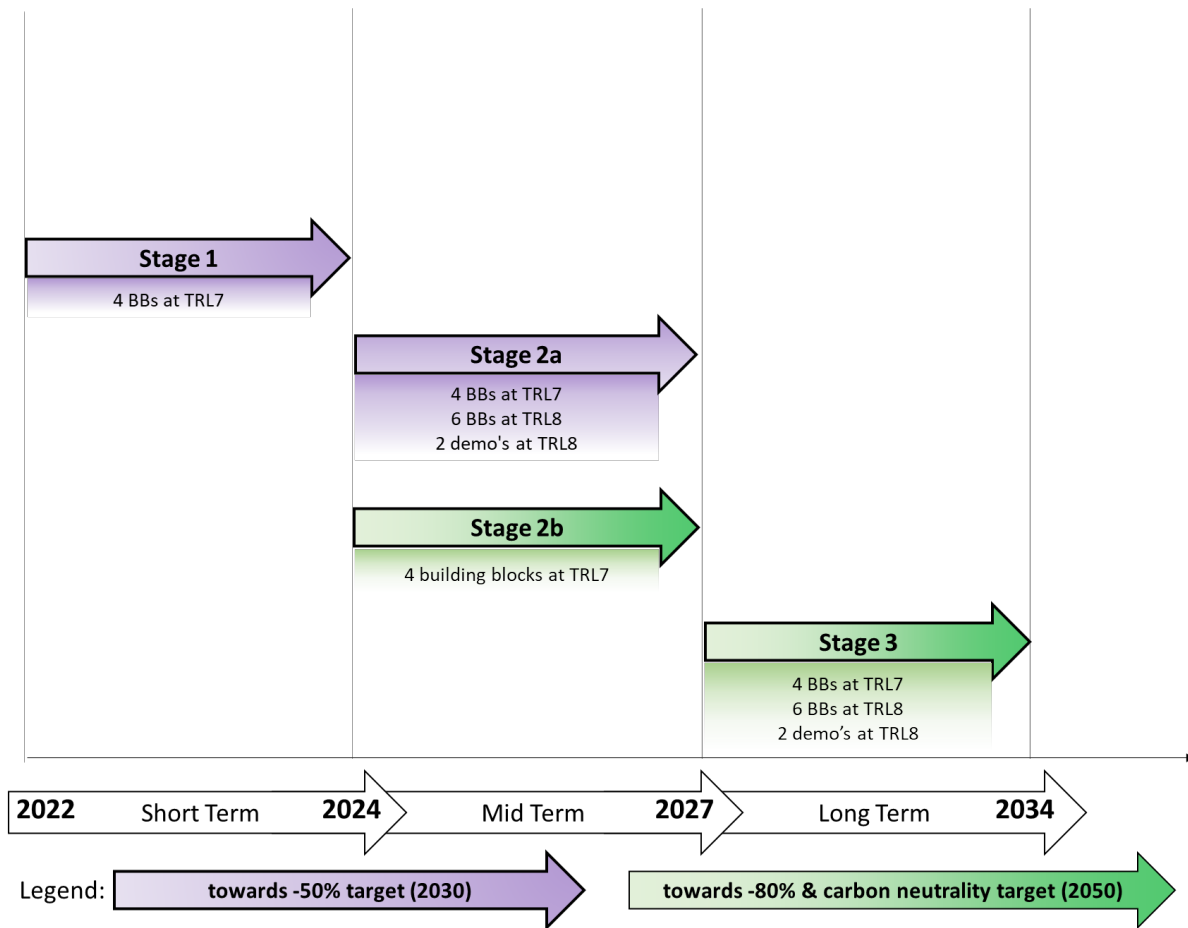 Stage 1
4 BBs at TRL7
Stage 2a
4 BBs at TRL7
6 BBs at TRL8
2 demo's at TRL8
Stage 2b
4 building blocks at TRL7
Stage 3
4 BBs at TRL7
6 BBs at TRL8
2 demo’s at TRL8
2022 Short Term 2024 Mid Term 2027 Long Term 2034
Legend: towards -50% target (2030) towards -80% & carbon neutrality target (2050)